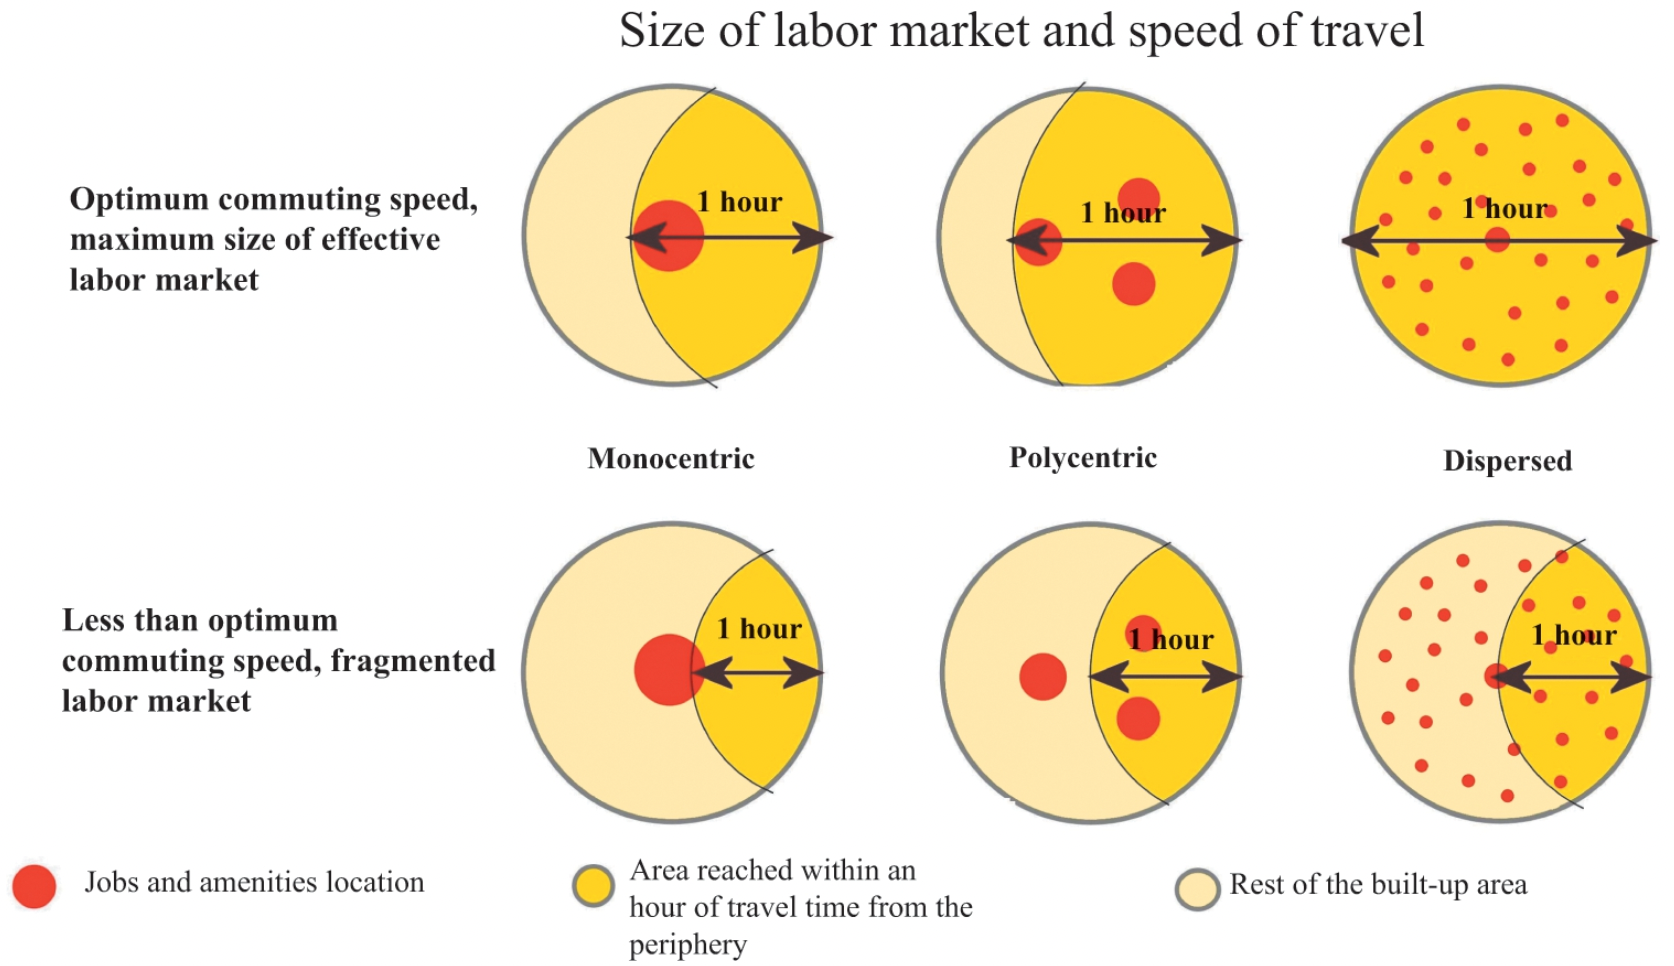 Size of labor market and speed of travel
Optimum commuting speed,
maximum size of effective
labor market
1 hour
1 hour
1 hour
Monocentric
Polycentric
Dispersed
Less than optimum
commuting speed, fragmented
labor market
1 hour
1 hour
1 hour
Jobs and amenities location
Area reached within an
hour of travel time from the
periphery
Rest of the built-up area